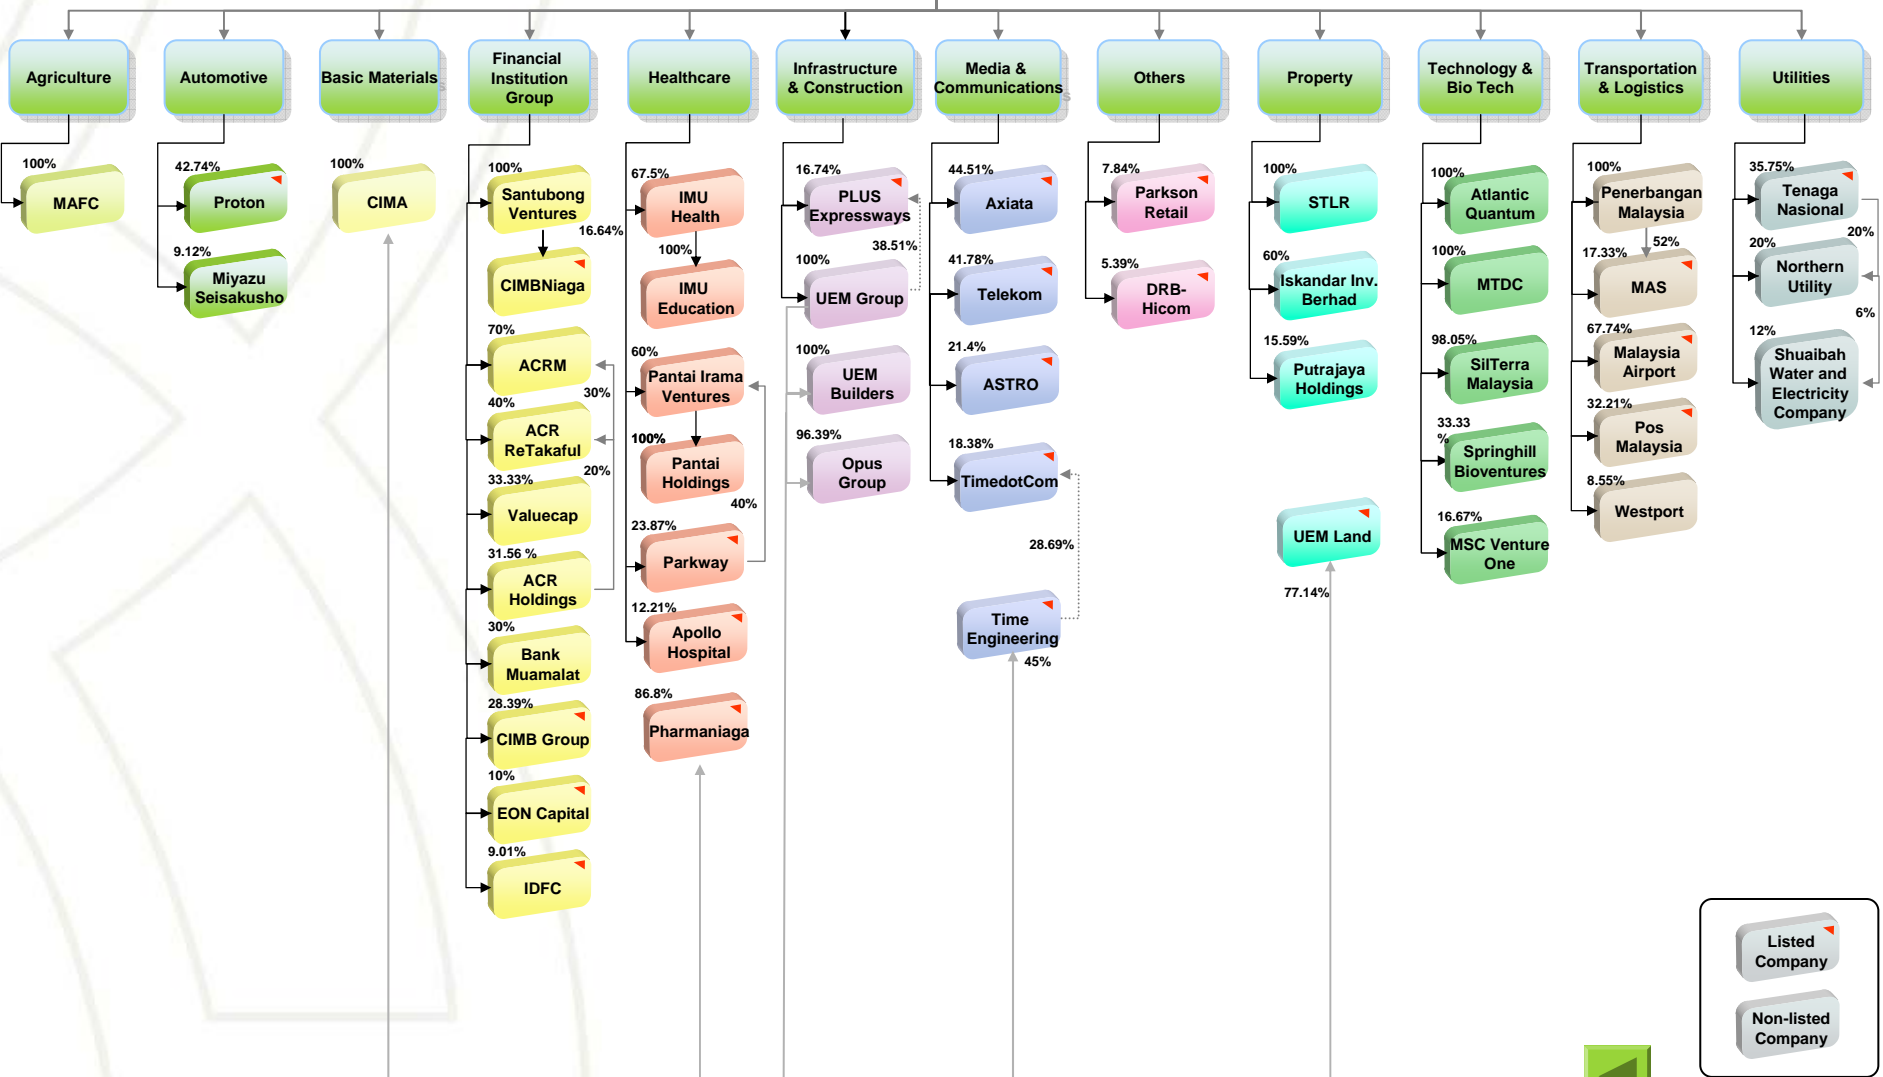 Agriculture
Automotive
Basic Materials
Financial
Institution
Group
Healthcare
Infrastructure
& Construction
Media &
Communications
Others
Property
Technology &
Bio Tech
Transportation
& Logistics
Utilities
100%
MAFC
42.74%
Proton
9.12%
Miyazu
Seisakusho
100%
CIMA
100%
Santubong
Ventures
16.64%
CIMBNiaga
70%
ACRM
30%
40%
ACR
ReTakaful
20%
33.33%
Valuecap
31.56 %
ACR
Holdings
30%
Bank
Muamalat
28.39%
CIMB Group
10%
EON Capital
9.01%
IDFC
67.5%
IMU
Health
100%
IMU
Education
60%
Pantai Irama
Ventures
100%
Pantai
Holdings
40%
23.87%
Parkway
12.21%
Apollo
Hospital
86.8%
Pharmaniaga
16.74%
PLUS
Expressways
38.51%
100%
UEM Group
100%
UEM
Builders
96.39%
Opus
Group
44.51%
Axiata
41.78%
Telekom
21.4%
ASTRO
18.38%
TimedotCom
28.69%
Time
Engineering
45%
7.84%
Parkson
Retail
5.39%
DRB-
Hicom
100%
STLR
60%
Iskandar Inv.
Berhad
15.59%
Putrajaya
Holdings
UEM Land
77.14%
100%
Atlantic
Quantum
100%
MTDC
98.05%
SilTerra
Malaysia
33.33
%
Springhill
Bioventures
16.67%
MSC Venture
One
100%
Penerbangan
Malaysia
52%
17.33%
MAS
67.74%
Malaysia
Airport
32.21%
Pos
Malaysia
8.55%
Westport
35.75%
Tenaga
Nasional
20%
20%
Northern
Utility
6%
12%
Shuaibah
Water and
Electricity
Company
Listed
Company
Non-listed
Company